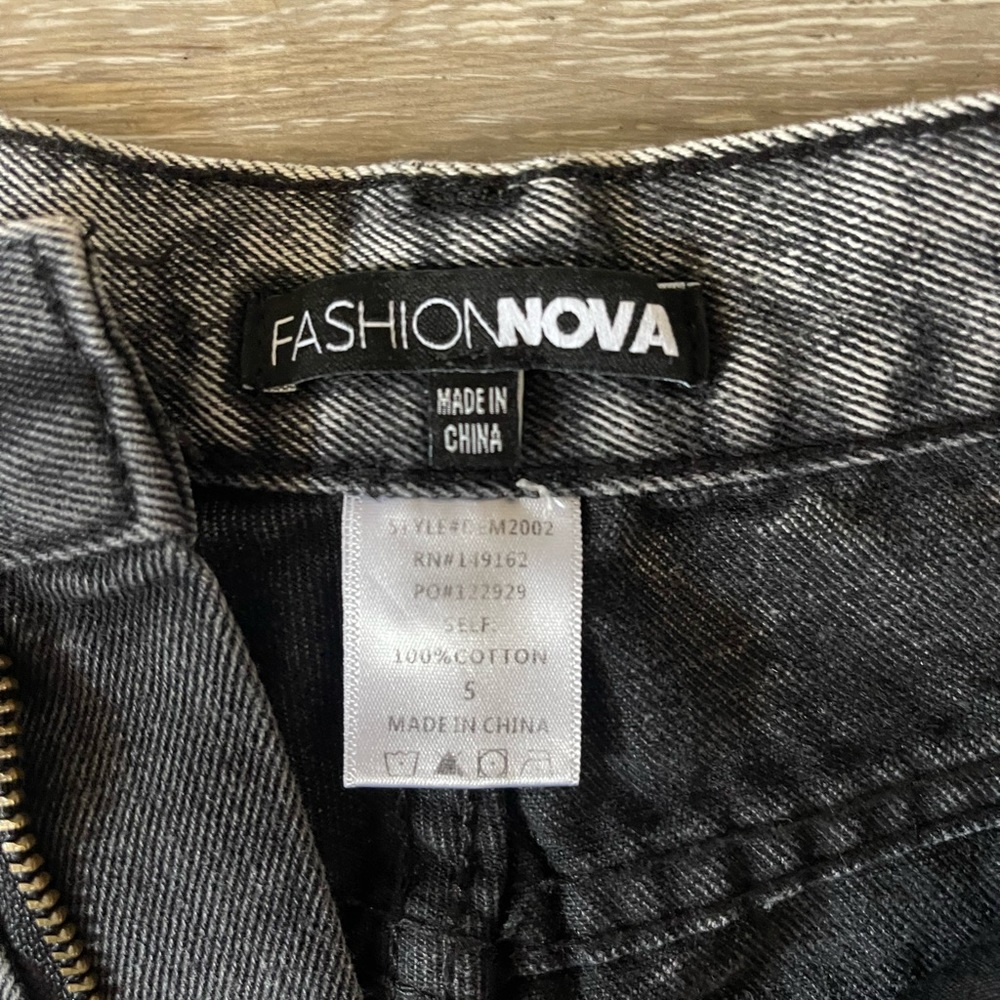 FASHIONNOVA
MADE IN
CHINA
STYLE#DEM2002
RN#149162
PO#122929
SELF:
100%COTTON
5
MADE IN CHINA